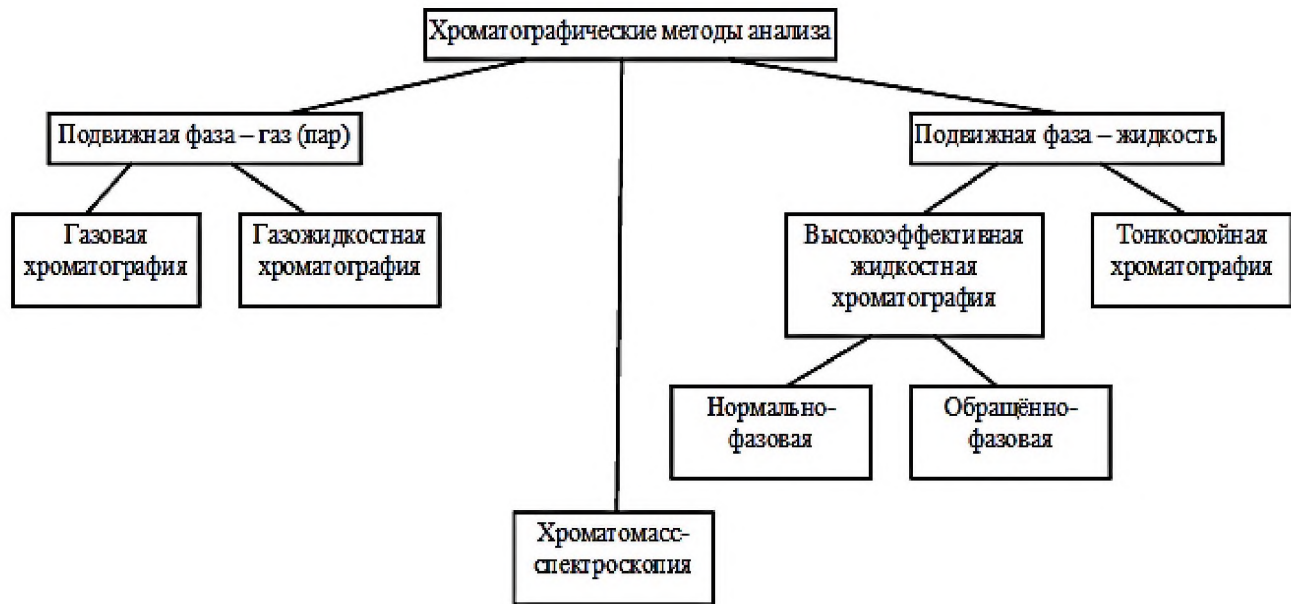 Хроматографические методы анализа
Подвижная фаза – газ (пар)
Подвижная фаза – жидкость
Газовая
хроматография
Газожидкостная
хроматография
Высокоэффективная
жидкостная
хроматография
Тонкослойная
хроматография
Нормально-
фазовая
Обращённо-
фазовая
Хроматомасс-
спектроскопия